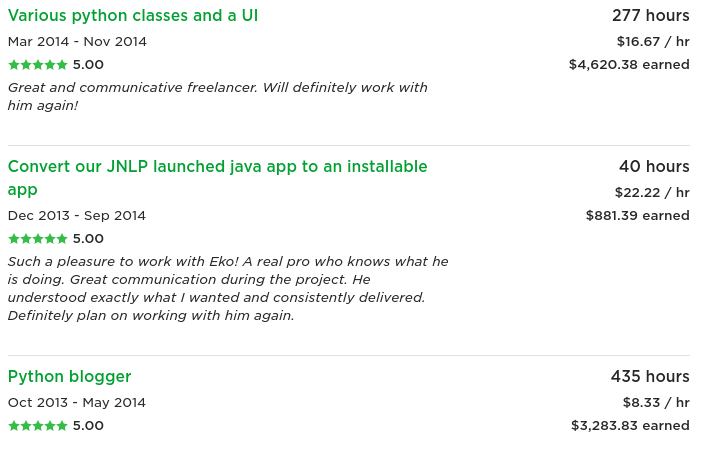 Various python classes and a UI
277 hours
Mar 2014 - Nov 2014
$16.67 / hr
5.00
$4,620.38 earned
Great and communicative freelancer. Will definitely work with
him again!
Convert our JNLP launched java app to an installable
app
40 hours
$22.22 / hr
Dec 2013 - Sep 2014
$881.39 earned
5.00
Such a pleasure to work with Eko! A real pro who knows what he
is doing. Great communication during the project. He
understood exactly what I wanted and consistently delivered.
Definitely plan on working with him again.
Python blogger
435 hours
Oct 2013 - May 2014
$8.33 / hr
5.00
$3,283.83 earned